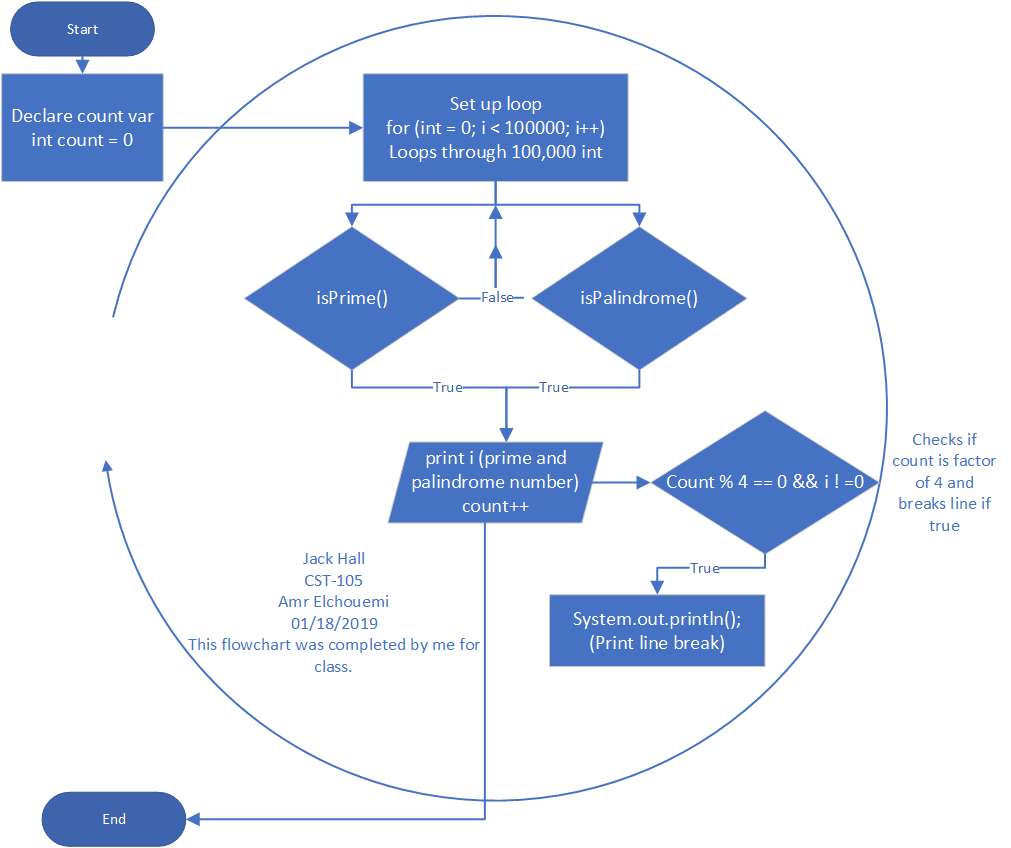 Start
Declare count var
int count = 0
Set up loop
for (int = 0; i < 100000; i++)
Loops through 100,000 int
isPrime()
False
isPalindrome()
True
True
print i (prime and
palindrome number)
count++
Count % 4 == 0 && i ! =0
Checks if
count is factor
of 4 and
breaks line if
true
True
System.out.println();
(Print line break)
Jack Hall
CST-105
Amr Elchouemi
01/18/2019
This flowchart was completed by me for
class.
End